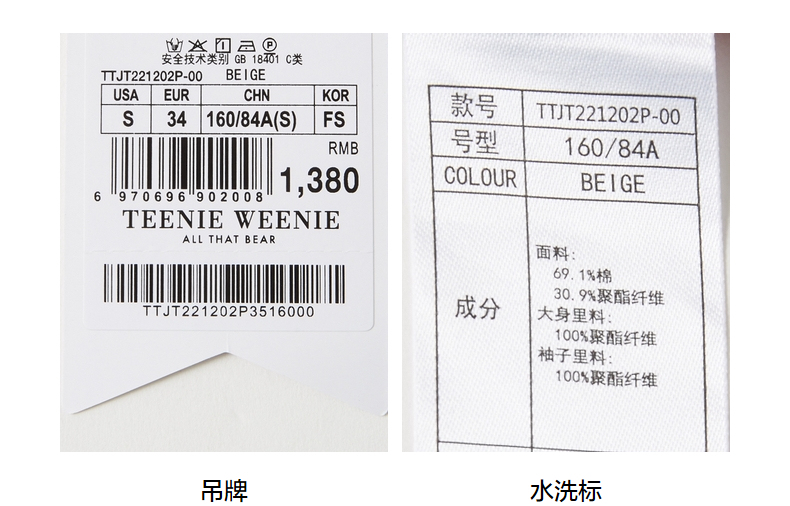 安全技术类别 GB 18401 C类
TTJT221202P-00 BEIGE
USA EUR CHN KOR
S 34 160/84A(S) FS
RMB
1,380
6 970696 902008
TEENIE WEENIE
ALL THAT BEAR
TTJT221202P3516000
吊牌
款号 TTJT221202P-00
号型 160/84A
COLOUR BEIGE
成分
面料:
69.1%棉
30.9%聚酯纤维
大身里料:
100%聚酯纤维
袖子里料:
100%聚酯纤维
水洗标